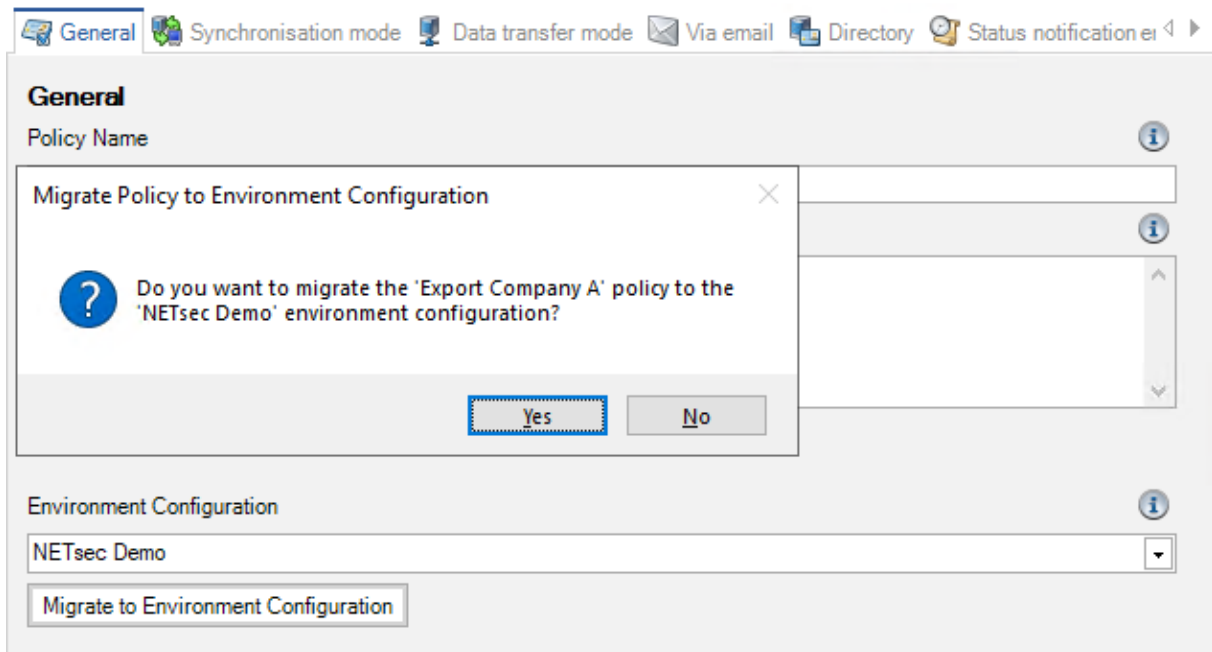 General Synchronisation mode Data transfer mode Via email Directory Status notification
General
Policy Name
Migrate Policy to Environment Configuration
Do you want to migrate the 'Export Company A' policy to the
'NETsec Demo' environment configuration?
Yes No
Environment Configuration
NETsec Demo
Migrate to Environment Configuration